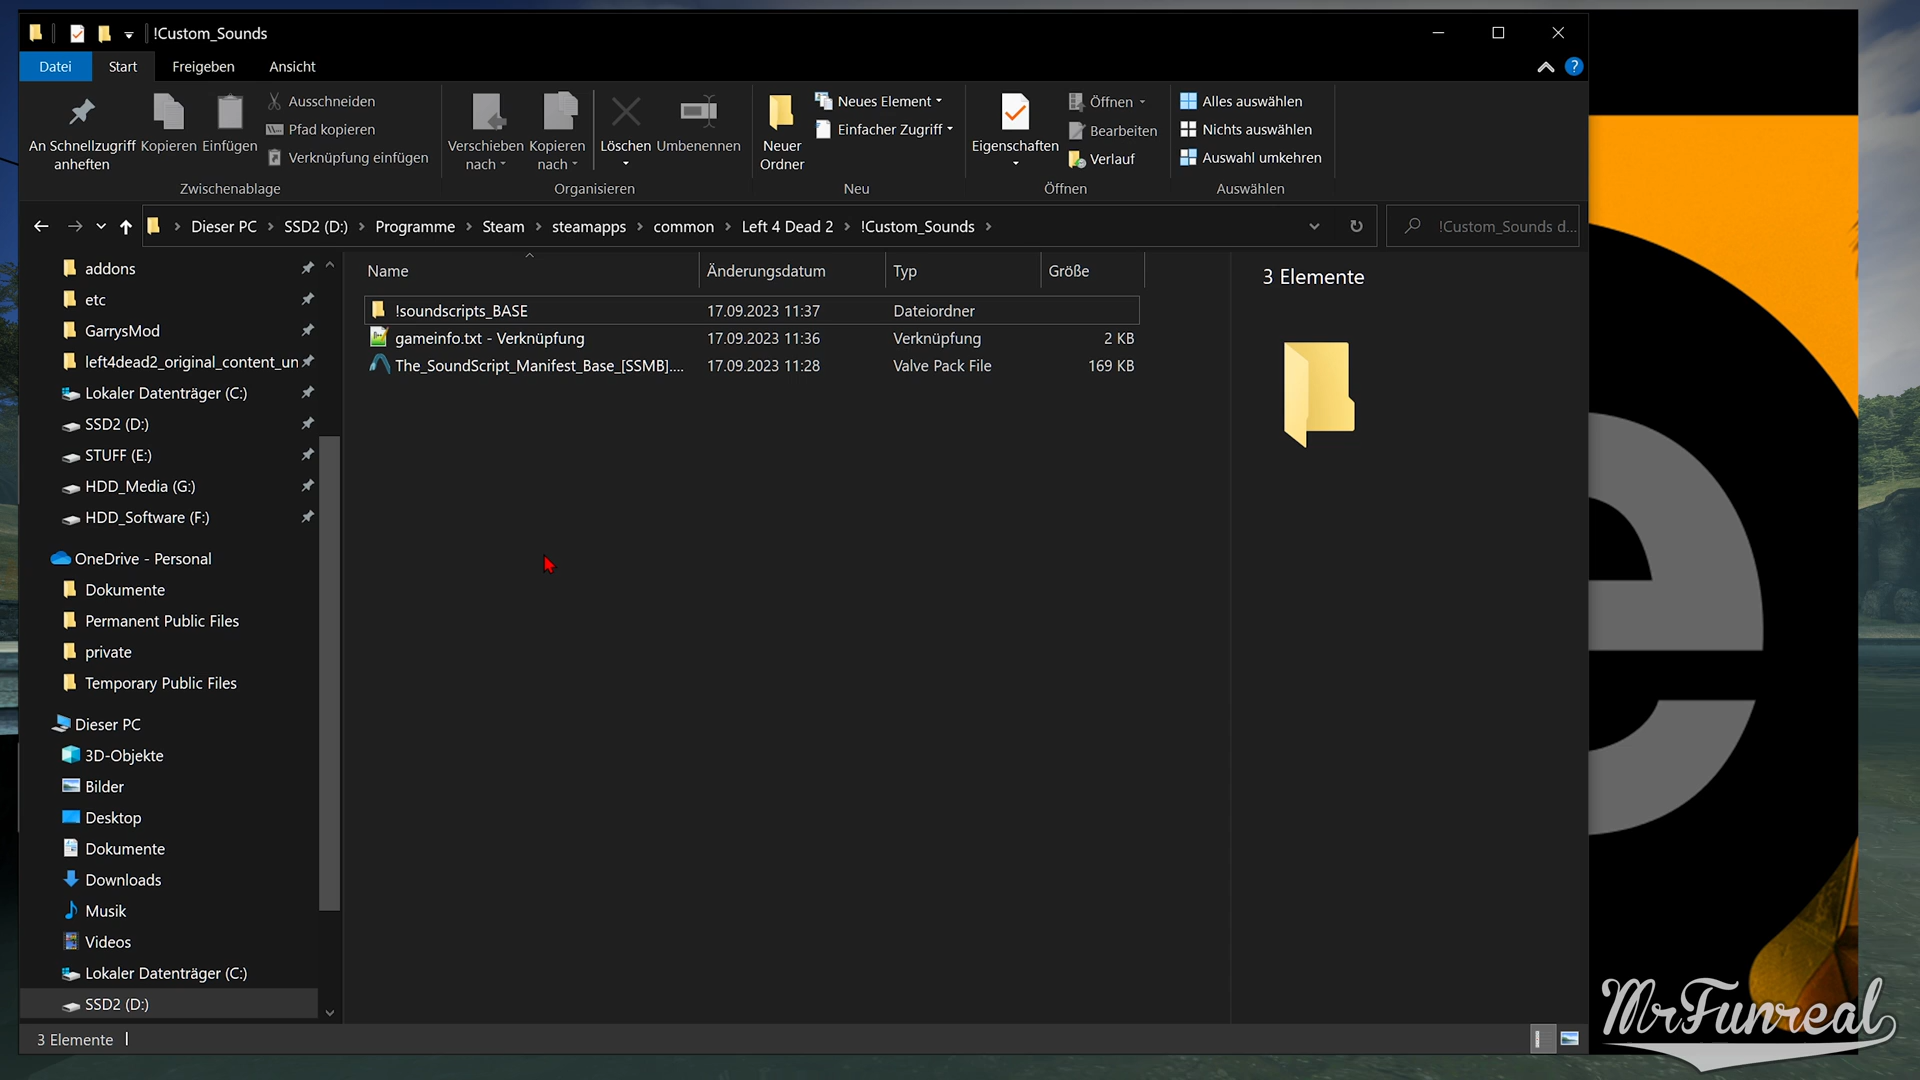 !Custom_Sounds
Datei Start Freigeben Ansicht
An Schnellzugriff anheften
Kopieren
Einfügen
Ausschneiden
Pfad kopieren
Verknüpfung einfügen
Zwischenablage
Verschieben nach
Kopieren nach
Löschen
Umbenennen
Organisieren
Neuer Ordner
Neues Element
Einfacher Zugriff
Neu
Eigenschaften
Öffnen
Bearbeiten
Verlauf
Öffnen
Alles auswählen
Nichts auswählen
Auswahl umkehren
Auswählen
Dieser PC > SSD2 (D:) > Programme > Steam > steamapps > common > Left 4 Dead 2 > !Custom_Sounds >
!Custom_Sounds d...
addons
etc
GarrysMod
left4dead2_original_content_un
Lokaler Datenträger (C:)
SSD2 (D:)
STUFF (E:)
HDD_Media (G:)
HDD_Software (F:)
OneDrive - Personal
Dokumente
Permanent Public Files
private
Temporary Public Files
Dieser PC
3D-Objekte
Bilder
Desktop
Dokumente
Downloads
Musik
Videos
Lokaler Datenträger (C:)
SSD2 (D:)
Name Änderungsdatum Typ Größe
!soundscripts_BASE 17.09.2023 11:37 Dateiordner
gameinfo.txt - Verknüpfung 17.09.2023 11:36 Verknüpfung 2 KB
The_SoundScript_Manifest_Base_[SSMB].... 17.09.2023 11:28 Valve Pack File 169 KB
3 Elemente
3 Elemente
e
MrFunreal